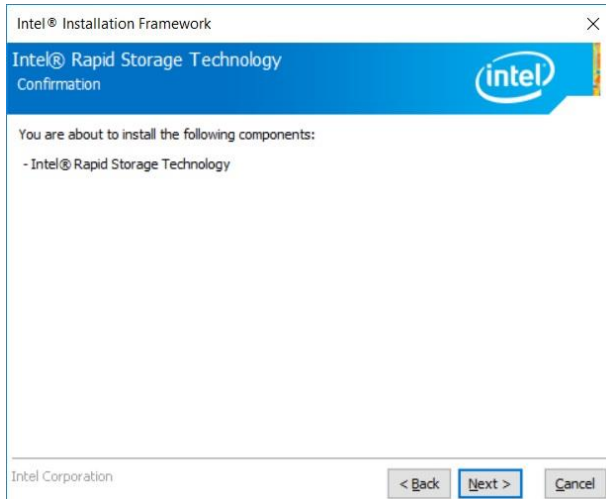 Intel® Installation Framework
Intel® Rapid Storage Technology
Confirmation
intel
You are about to install the following components:
- Intel® Rapid Storage Technology
Intel Corporation
< Back
Next >
Cancel